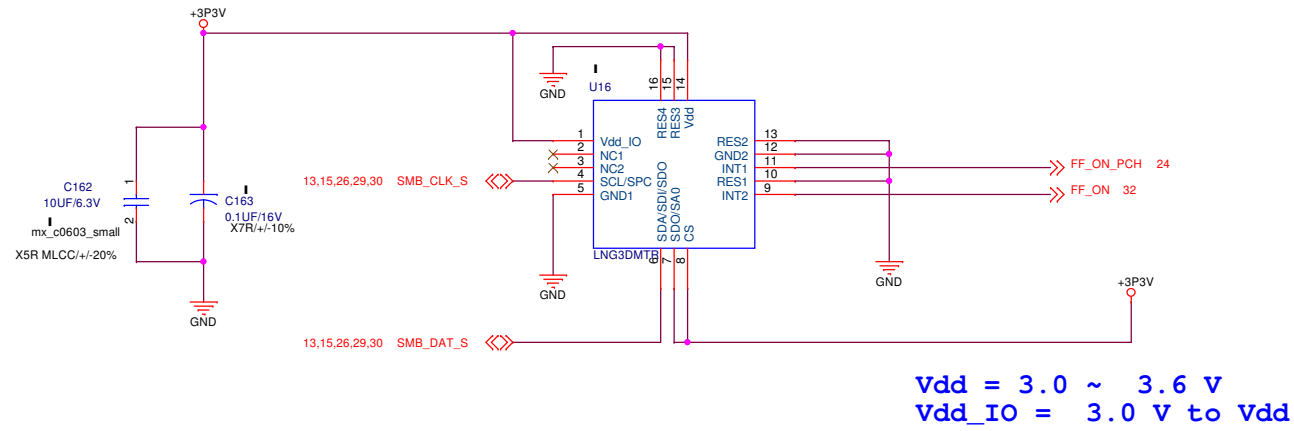 +3P3V
GND
U16
16
15
14
RES4
RES3
Vdd
1
2
3
4
5
Vdd_IO
NC1
NC2
SCL/SPC
GND1
RES2
GND2
INT1
RES1
INT2
13
12
11
10
9
FF_ON_PCH 24
FF_ON 32
13,15,26,29,30 SMB_CLK_S
SDA/SDI/SDO
SDO/SA0
CS
LNG3DMTR
6
7
8
C162
10UF/6.3V
1
2
mx_c0603_small
X5R MLCC/+/-20%
C163
0.1UF/16V
X7R/+/-10%
GND
GND
GND
+3P3V
13,15,26,29,30 SMB_DAT_S
Vdd = 3.0 ~ 3.6 V
Vdd_IO = 3.0 V to Vdd